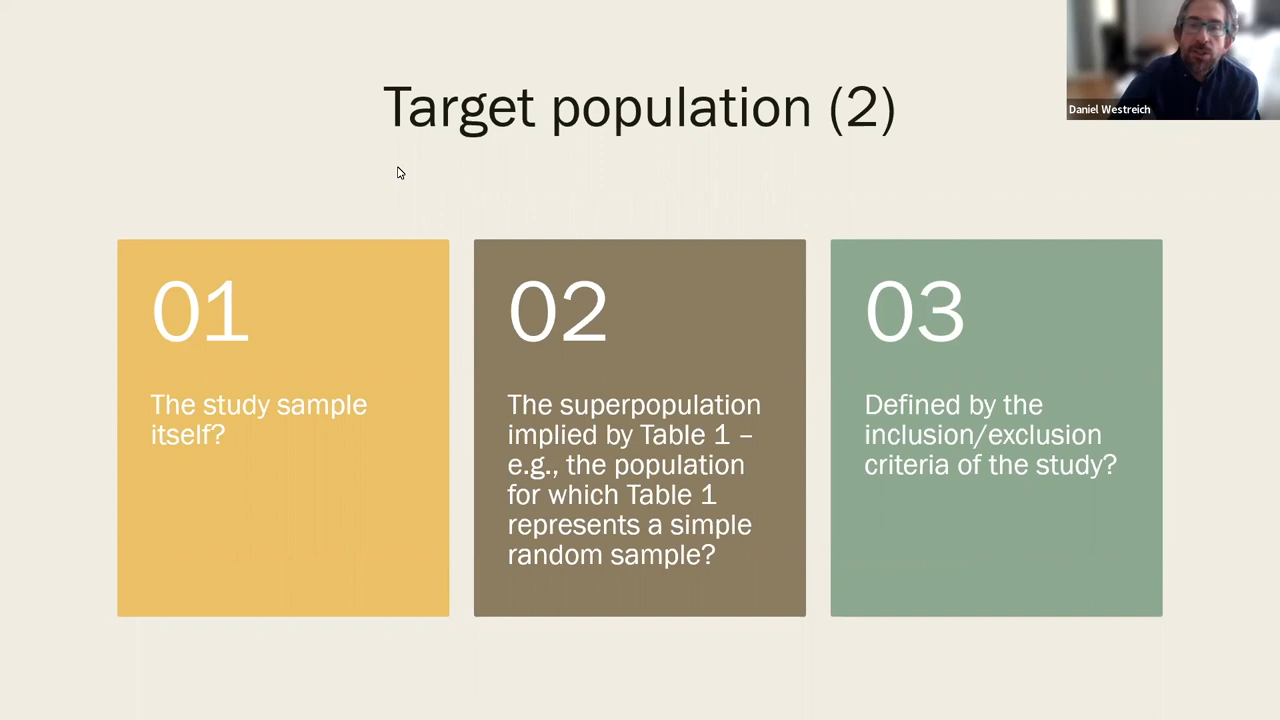 Target population (2)
Daniel Westreich
01
The study sample
itself?
02
The superpopulation
implied by Table 1 –
e.g., the population
for which Table 1
represents a simple
random sample?
03
Defined by the
inclusion/exclusion
criteria of the study?